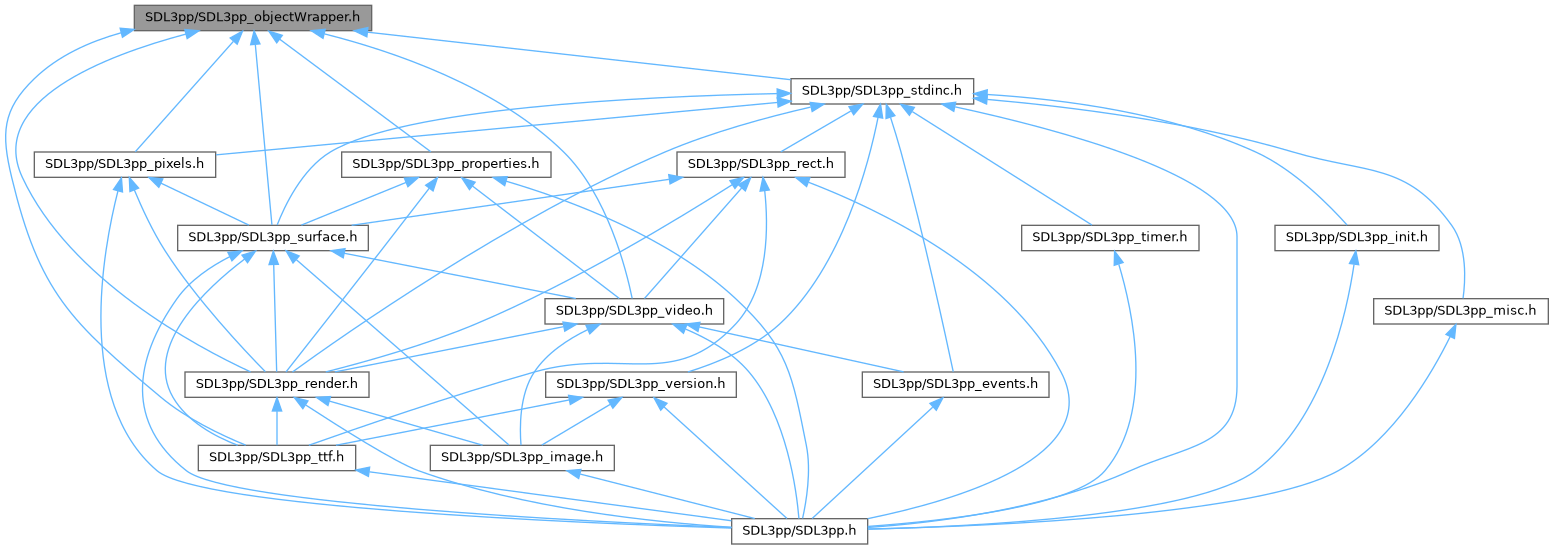 SDL3pp/SDL3pp_objectWrapper.h
SDL3pp/SDL3pp_stdinc.h
SDL3pp/SDL3pp_pixels.h
SDL3pp/SDL3pp_properties.h
SDL3pp/SDL3pp_rect.h
SDL3pp/SDL3pp_surface.h
SDL3pp/SDL3pp_timer.h
SDL3pp/SDL3pp_init.h
SDL3pp/SDL3pp_video.h
SDL3pp/SDL3pp_misc.h
SDL3pp/SDL3pp_render.h
SDL3pp/SDL3pp_version.h
SDL3pp/SDL3pp_events.h
SDL3pp/SDL3pp_ttf.h
SDL3pp/SDL3pp_image.h
SDL3pp/SDL3pp.h